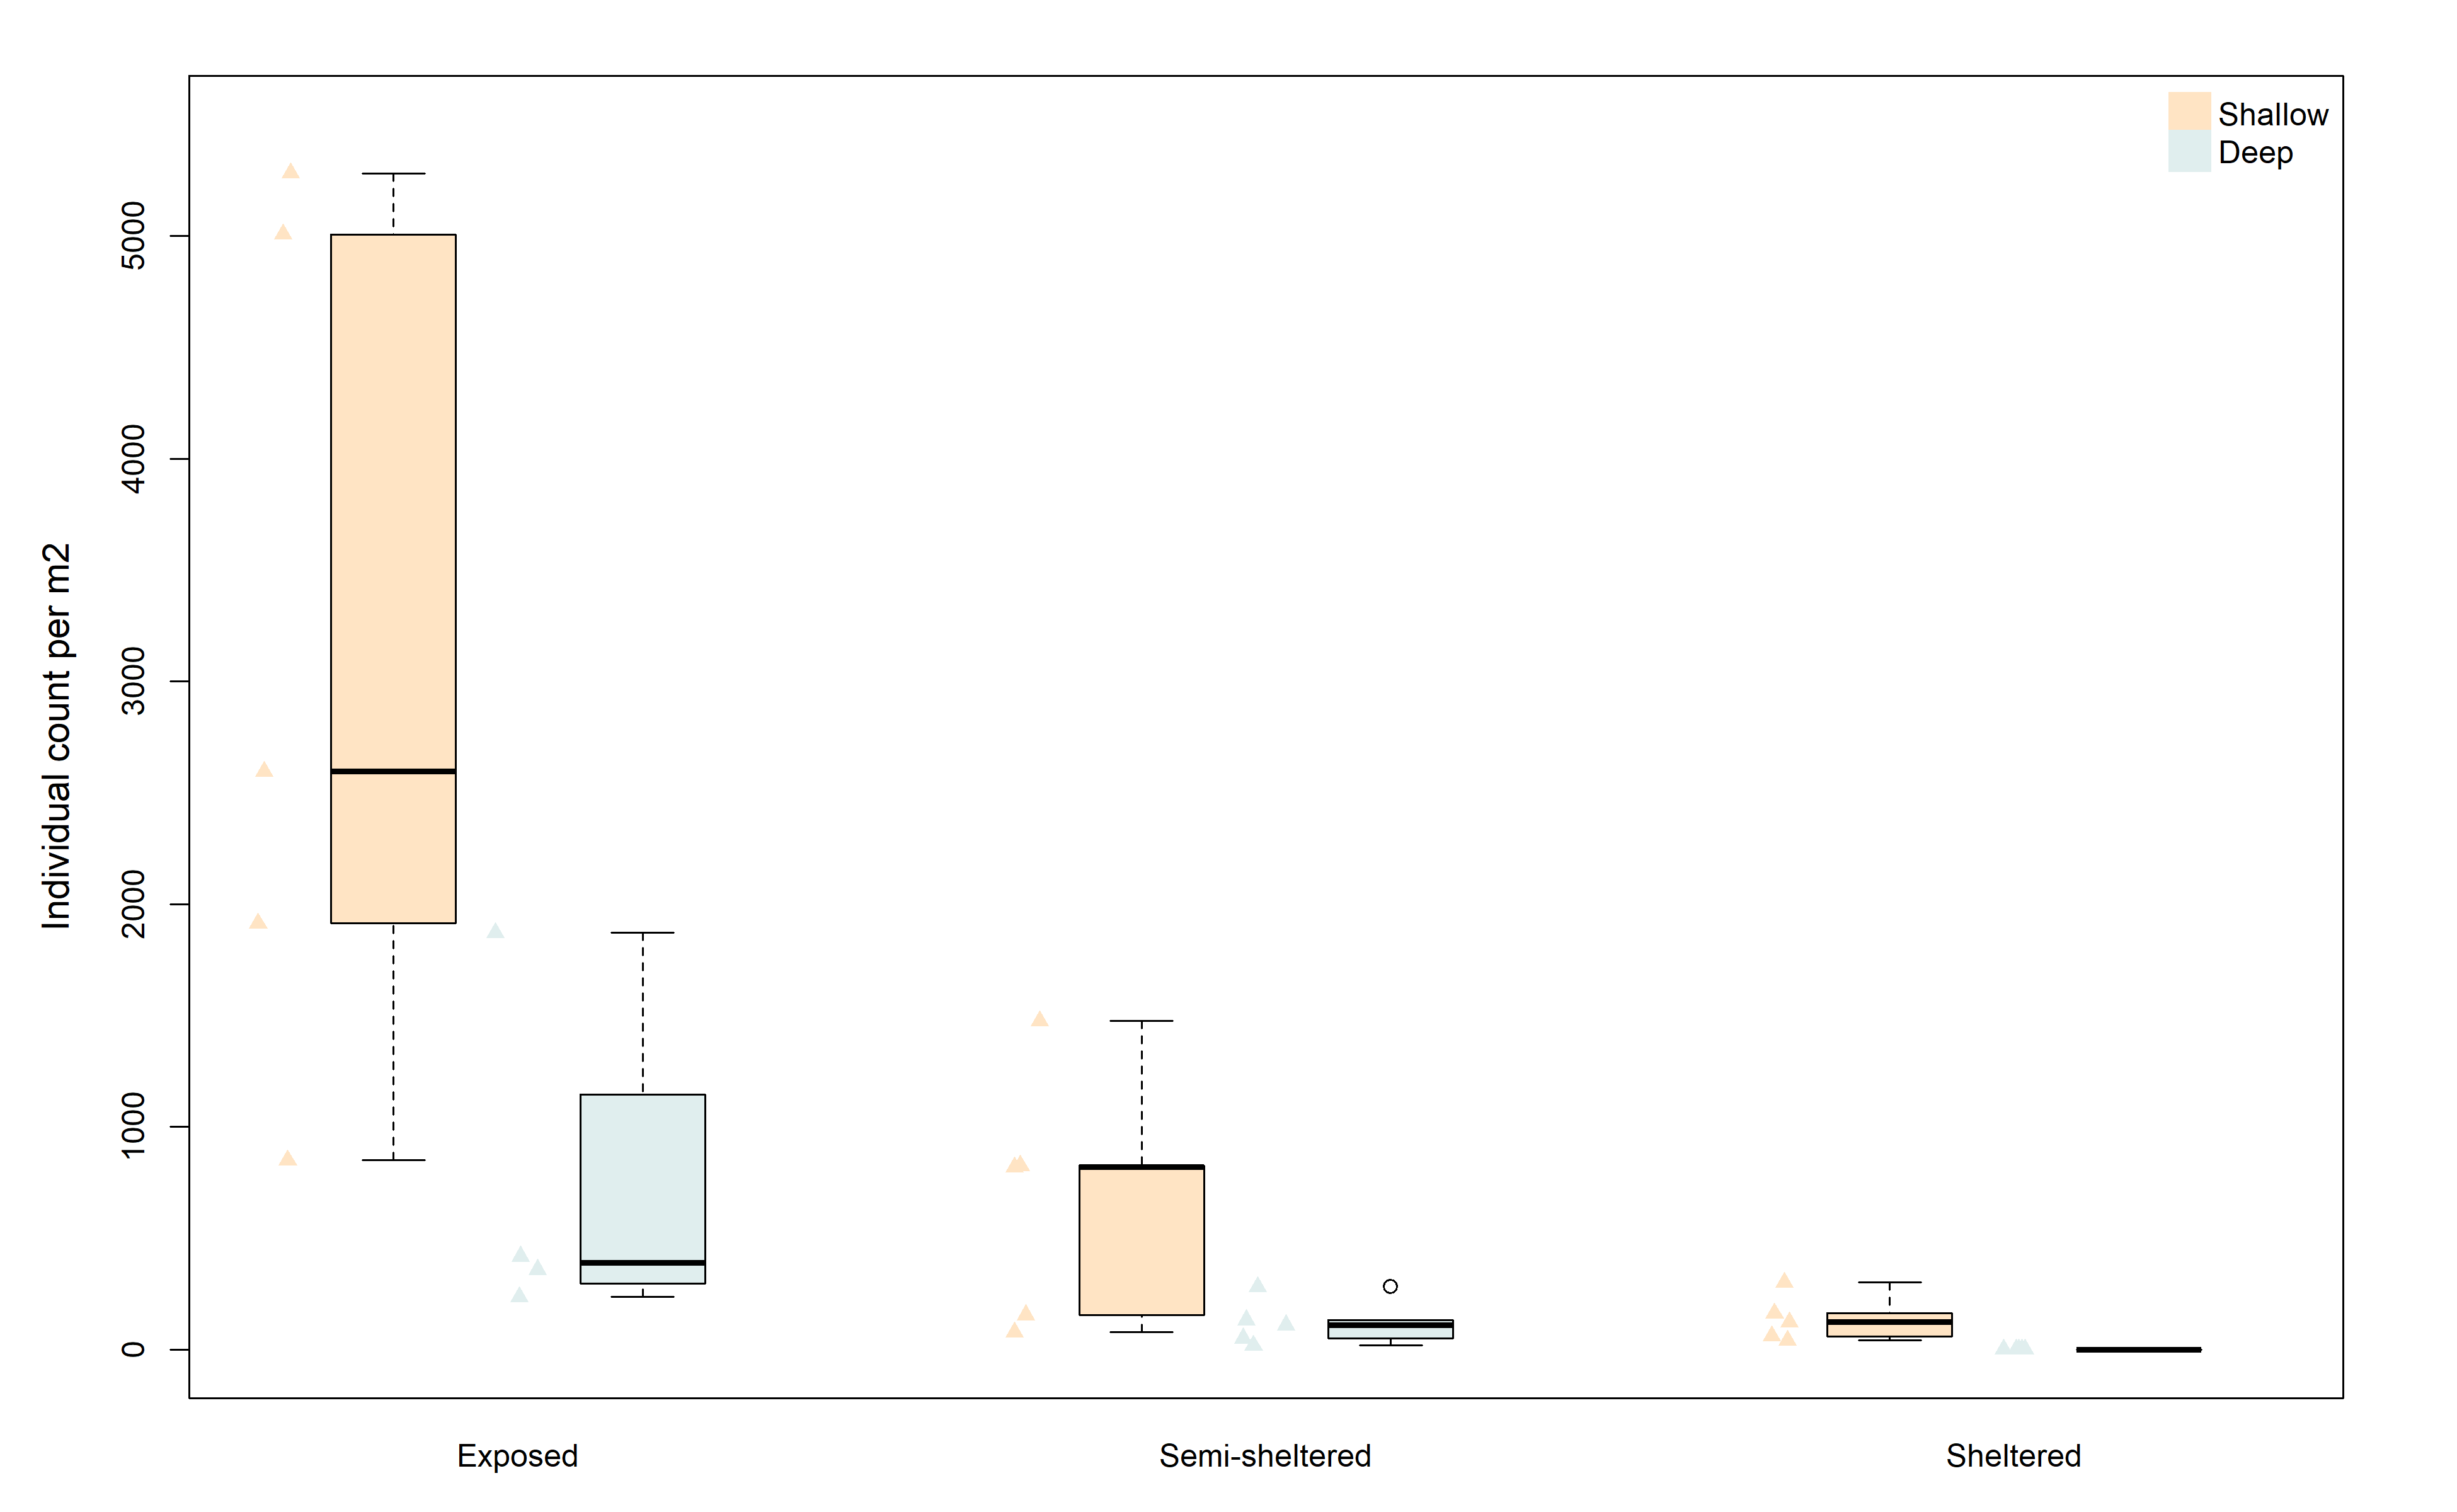 Shallow
Deep
5000
4000
3000
2000
1000
0
Individual count per m2
Exposed
Semi-sheltered
Sheltered